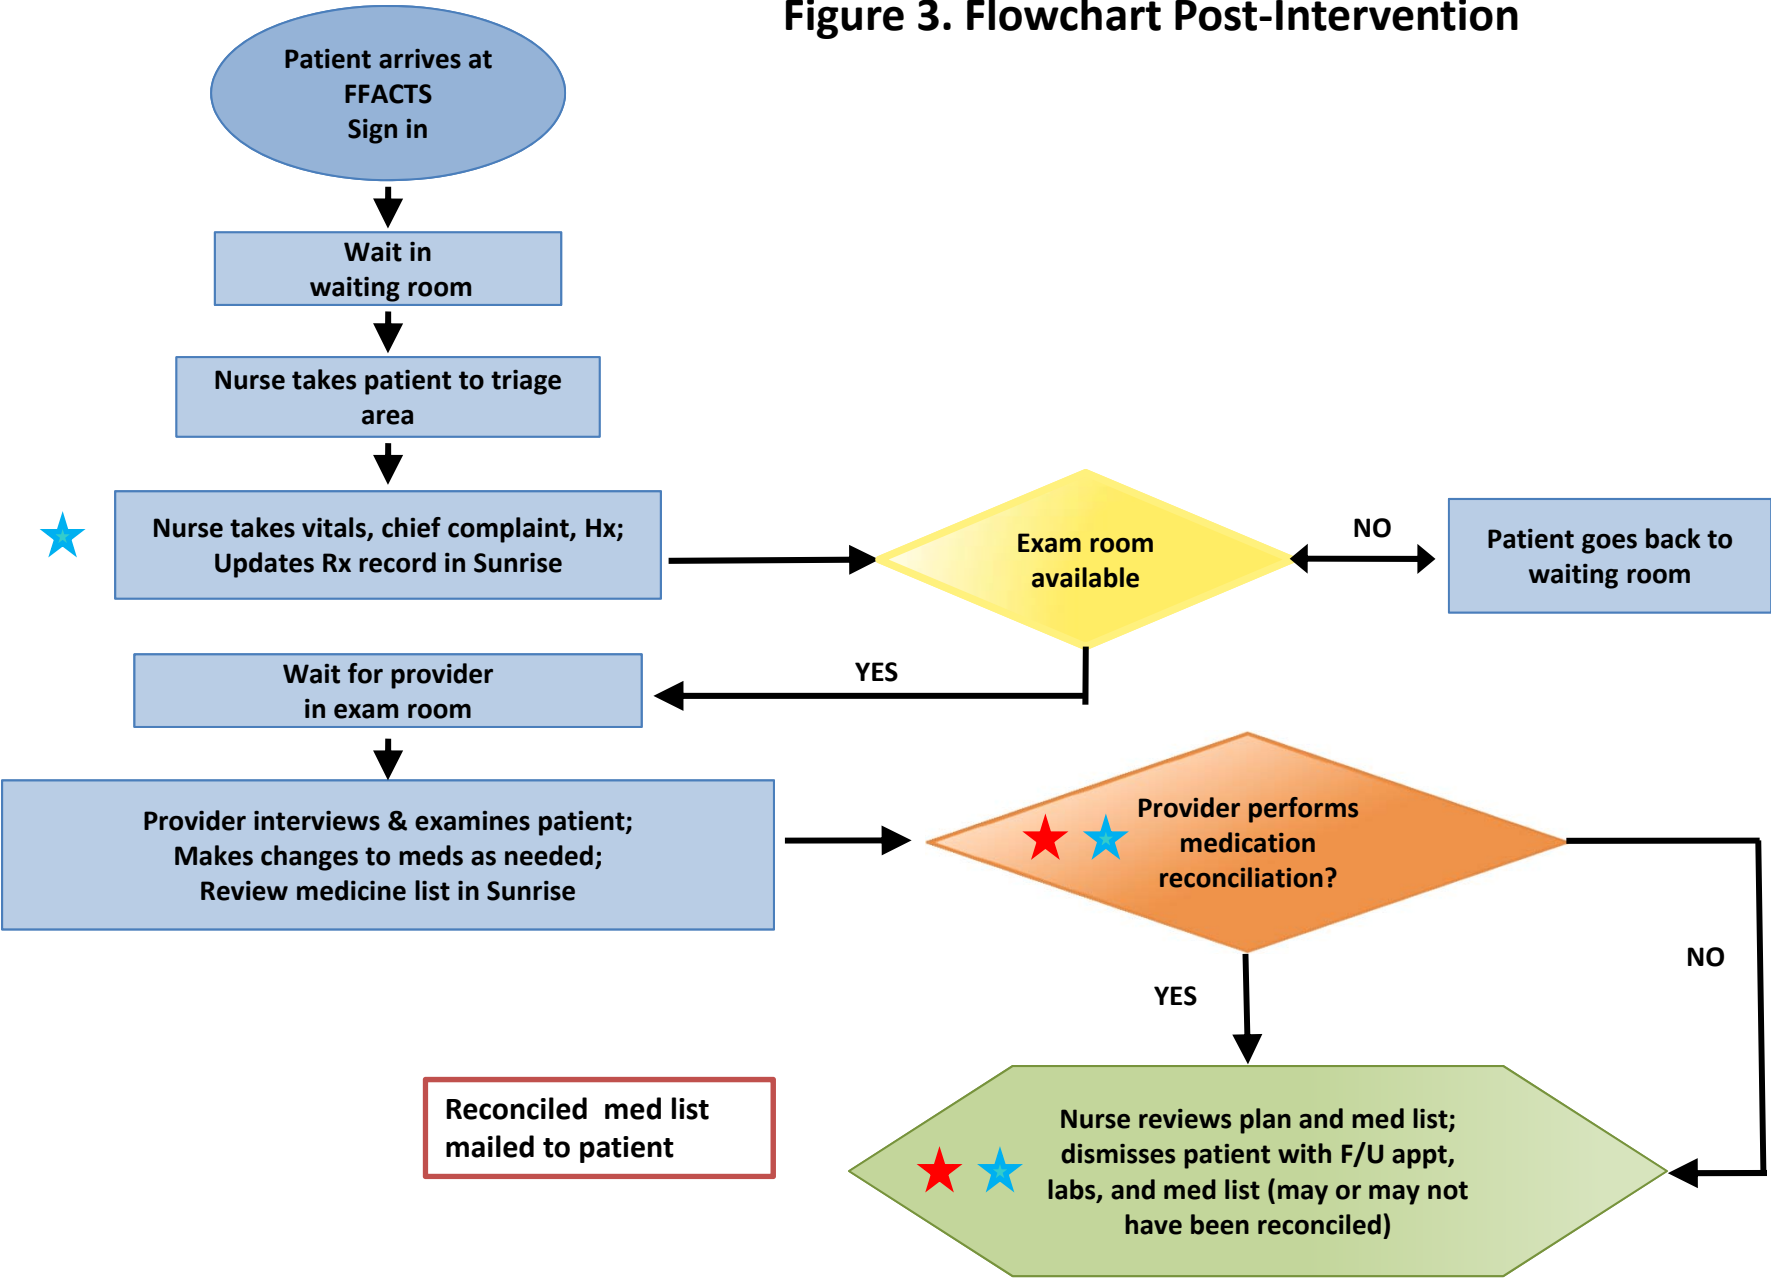 Figure 3. Flowchart Post-Intervention
Patient arrives at
FFACTS
Sign in
Wait in
waiting room
Nurse takes patient to triage
area
Nurse takes vitals, chief complaint, Hx;
Updates Rx record in Sunrise
Exam room
available
NO
Patient goes back to
waiting room
YES
Wait for provider
in exam room
Provider interviews & examines patient;
Makes changes to meds as needed;
Review medicine list in Sunrise
Provider performs
medication
reconciliation?
NO
YES
Reconciled  med list
mailed to patient
Nurse reviews plan and med list;
dismisses patient with F/U appt,
labs, and med list (may or may not
have been reconciled)